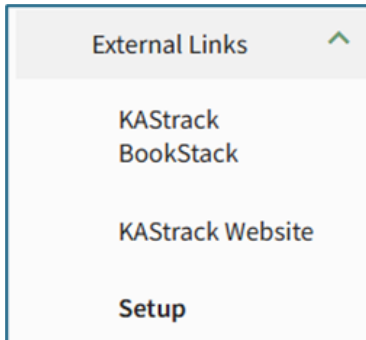 External Links
KAStrack
BookStack
KAStrack Website
Setup